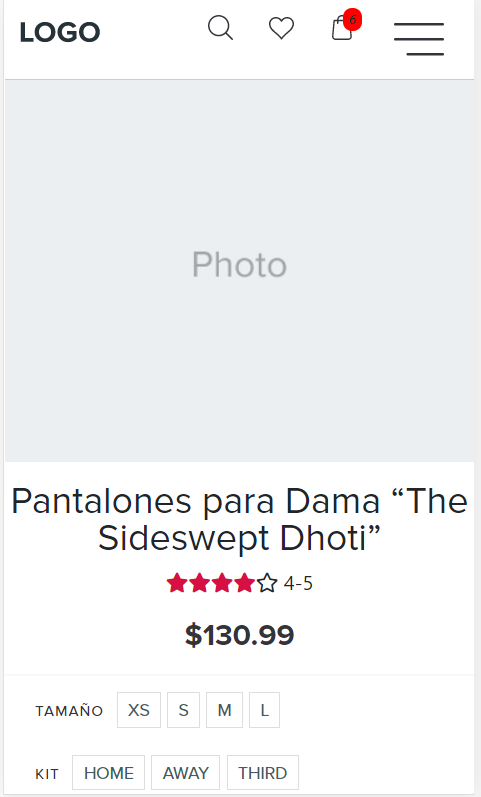 LOGO
6
Photo
Pantalones para Dama “The
Sideswept Dhoti”
4-5
$130.99
TAMAÑO XS S M L
KIT HOME AWAY THIRD